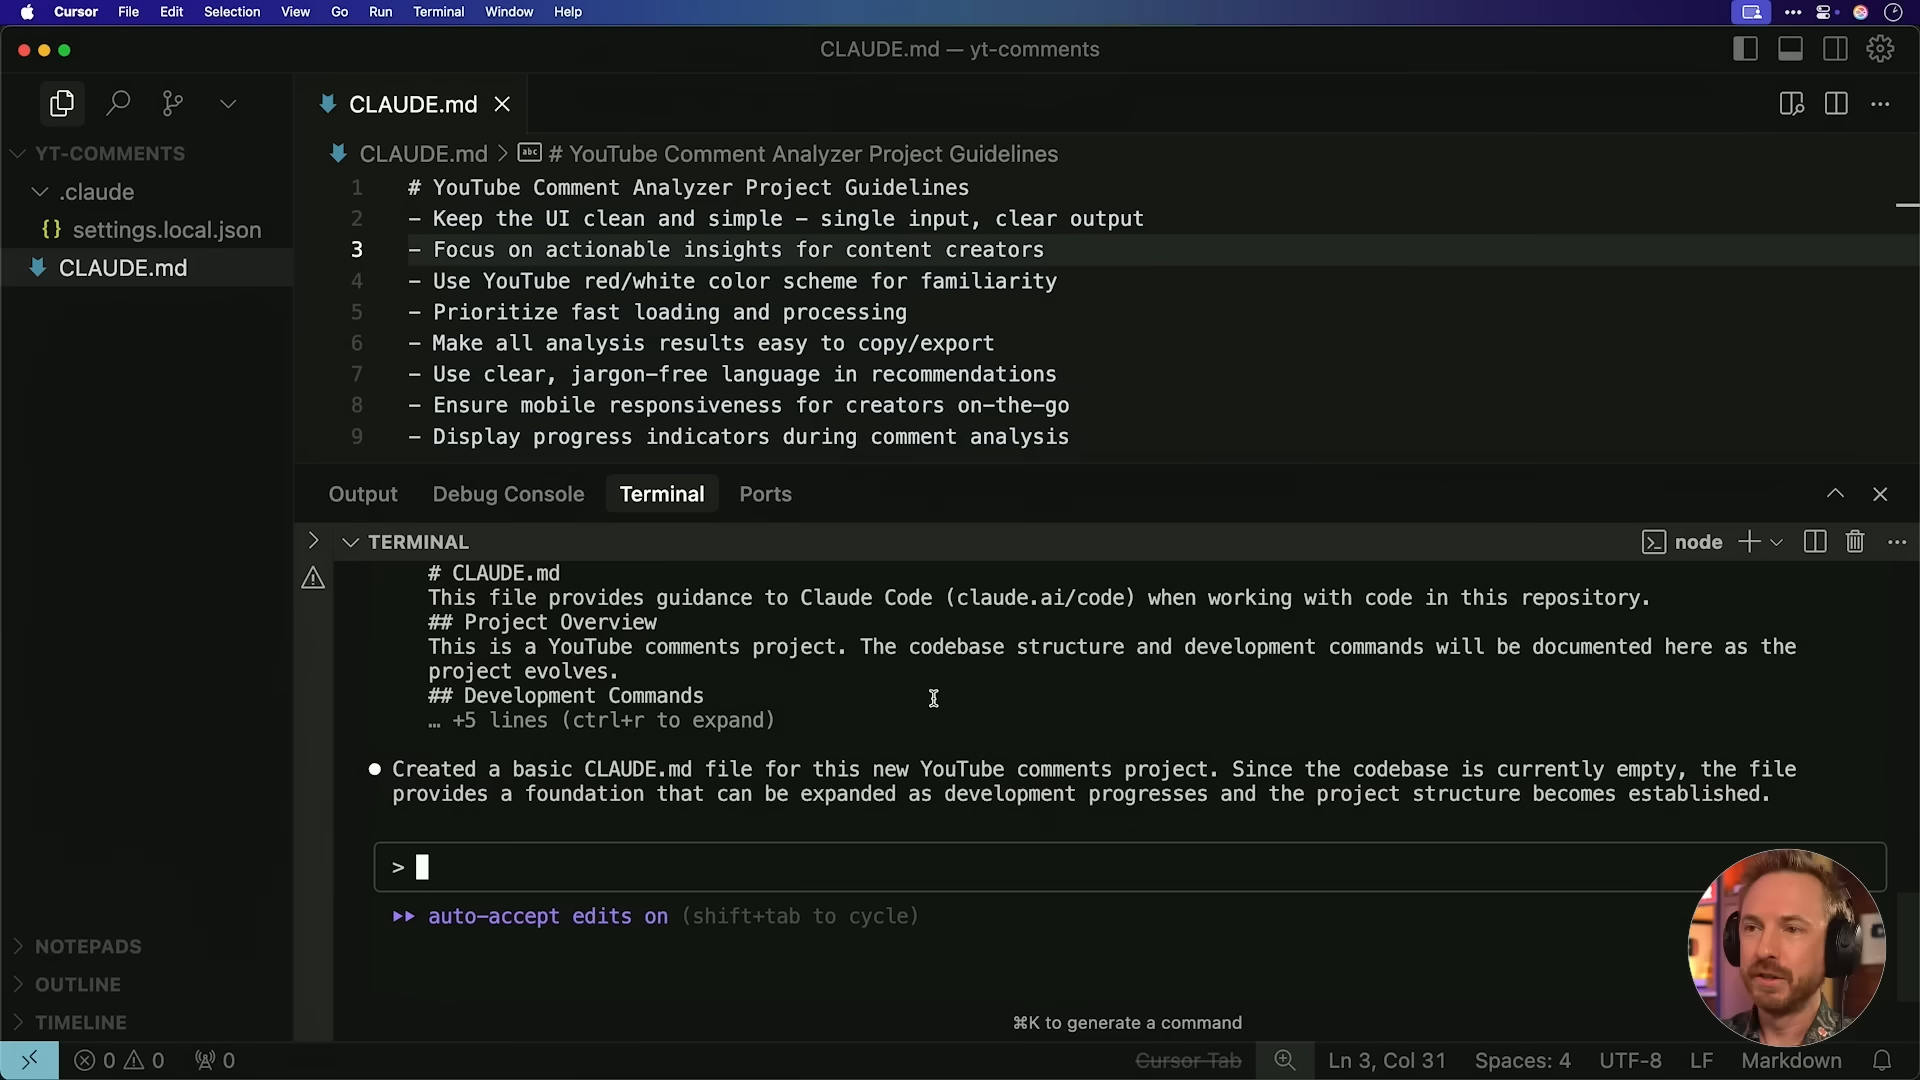 Cursor File Edit Selection View Go Run Terminal Window Help
CLAUDE.md — yt-comments
CLAUDE.md
YT-COMMENTS
.claude
{} settings.local.json
CLAUDE.md
CLAUDE.md > abc # YouTube Comment Analyzer Project Guidelines
1 # YouTube Comment Analyzer Project Guidelines
2 - Keep the UI clean and simple - single input, clear output
3 - Focus on actionable insights for content creators
4 - Use YouTube red/white color scheme for familiarity
5 - Prioritize fast loading and processing
6 - Make all analysis results easy to copy/export
7 - Use clear, jargon-free language in recommendations
8 - Ensure mobile responsiveness for creators on-the-go
9 - Display progress indicators during comment analysis
Output Debug Console Terminal Ports
TERMINAL
node
# CLAUDE.md
This file provides guidance to Claude Code (claude.ai/code) when working with code in this repository.
## Project Overview
This is a YouTube comments project. The codebase structure and development commands will be documented here as the
project evolves.
## Development Commands
… +5 lines (ctrl+r to expand)
Created a basic CLAUDE.md file for this new YouTube comments project. Since the codebase is currently empty, the file
provides a foundation that can be expanded as development progresses and the project structure becomes established.
>
auto-accept edits on (shift+tab to cycle)
NOTEPADS
OUTLINE
TIMELINE
⌘K to generate a command
0 0 0
Cursor Tab
Ln 3, Col 31 Spaces: 4 UTF-8 LF Markdown